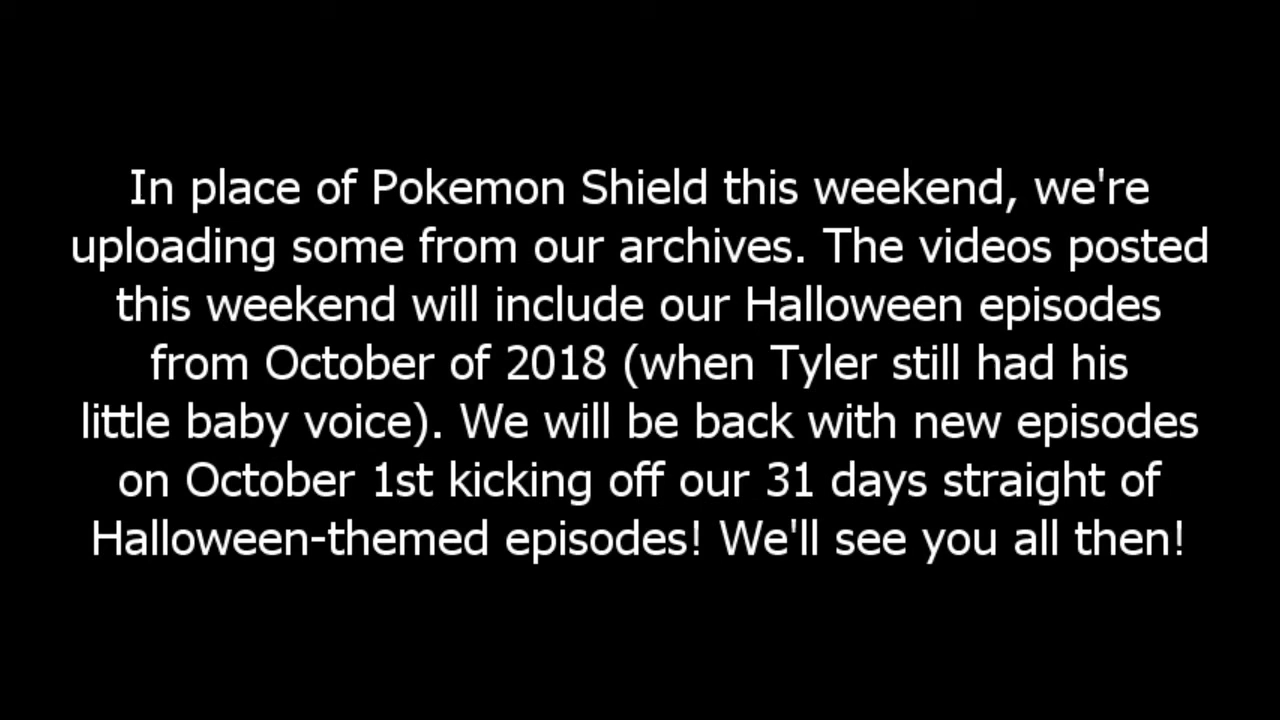 In place of Pokemon Shield this weekend, we're
uploading some from our archives. The videos posted
this weekend will include our Halloween episodes
from October of 2018 (when Tyler still had his
little baby voice). We will be back with new episodes
on October 1st kicking off our 31 days straight of
Halloween-themed episodes! We'll see you all then!